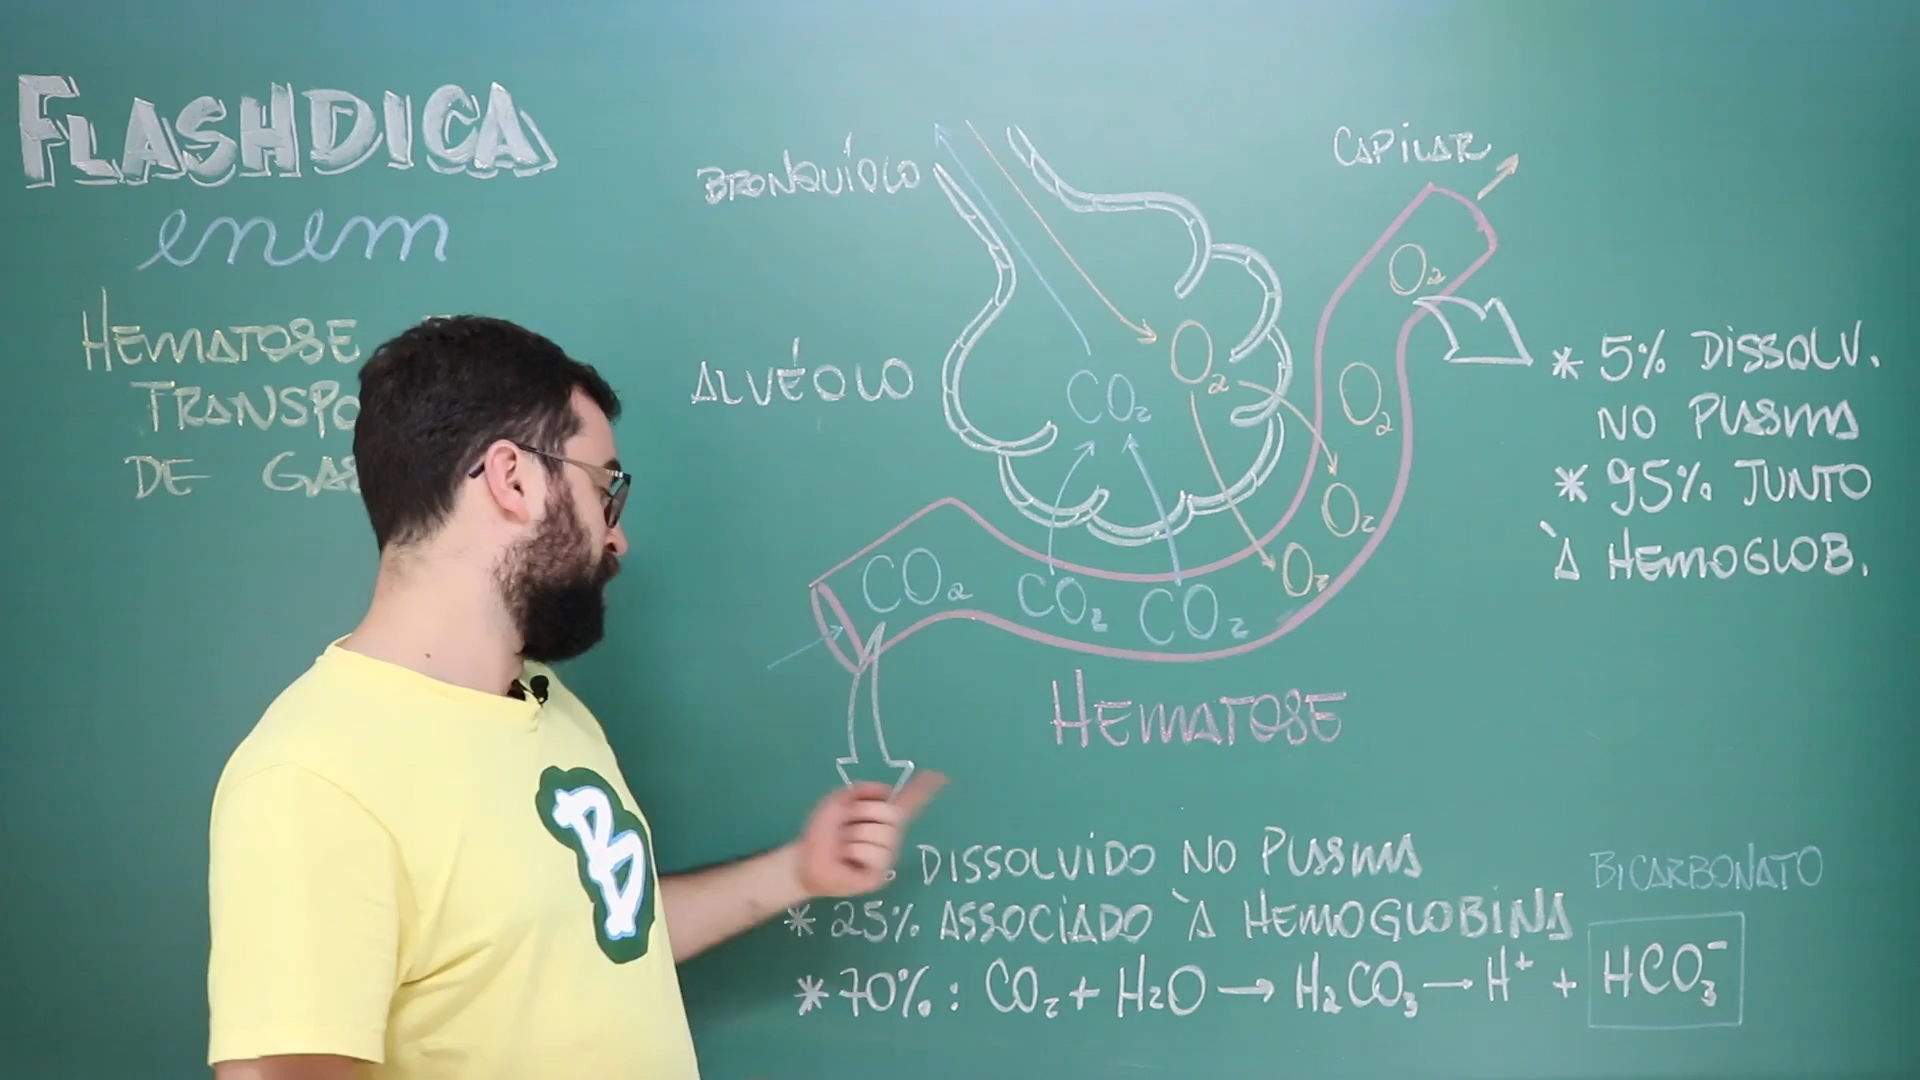 FLASHDICA
enem
HEMATOSE
TRANSPO
DE GAS
BRONQUÍOLO
ALVÉOLO
CAPILAR
CO₂
O₂
O₂
O₂
O₂
O₂
CO₂
CO₂
CO₂
* 5% DISSOLV.
NO PLASMA
* 95% JUNTO
À HEMOGLOB.
HEMATOSE
DISSOLVIDO NO PLASMA
* 25% ASSOCIADO À HEMOGLOBINA
BICARBONATO
* 70% : CO₂ + H₂O → H₂CO₃ → H⁺ + HCO₃⁻
B